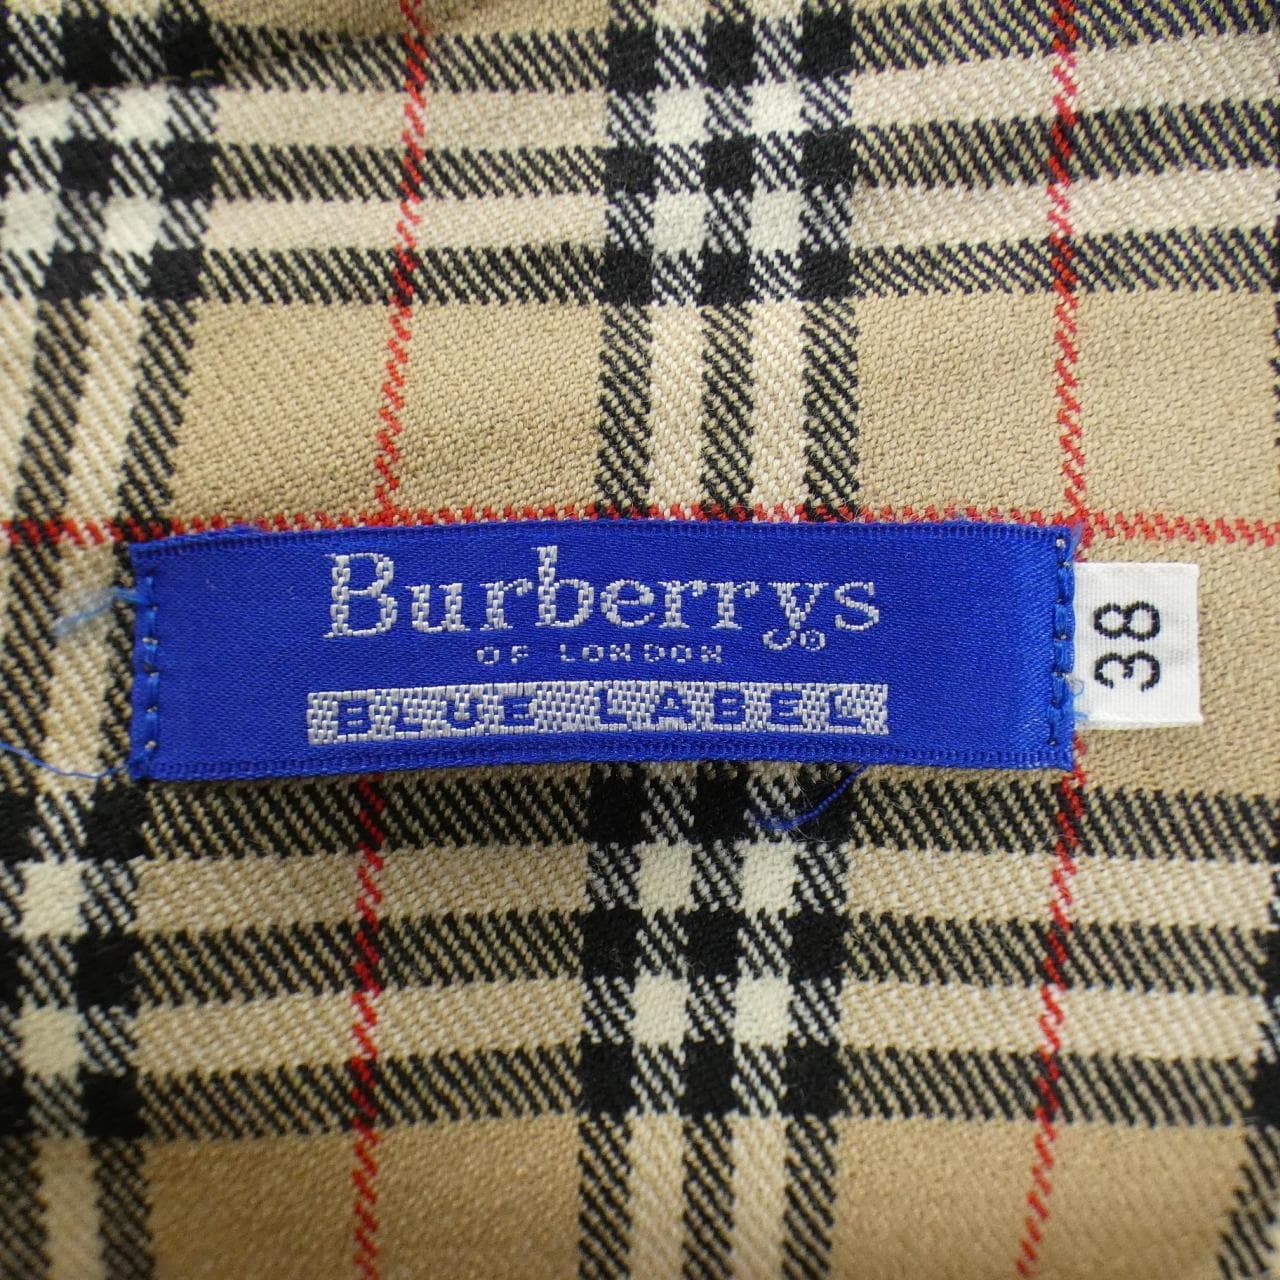 Burberrys®
OF LONDON
BLUE LABEL
38